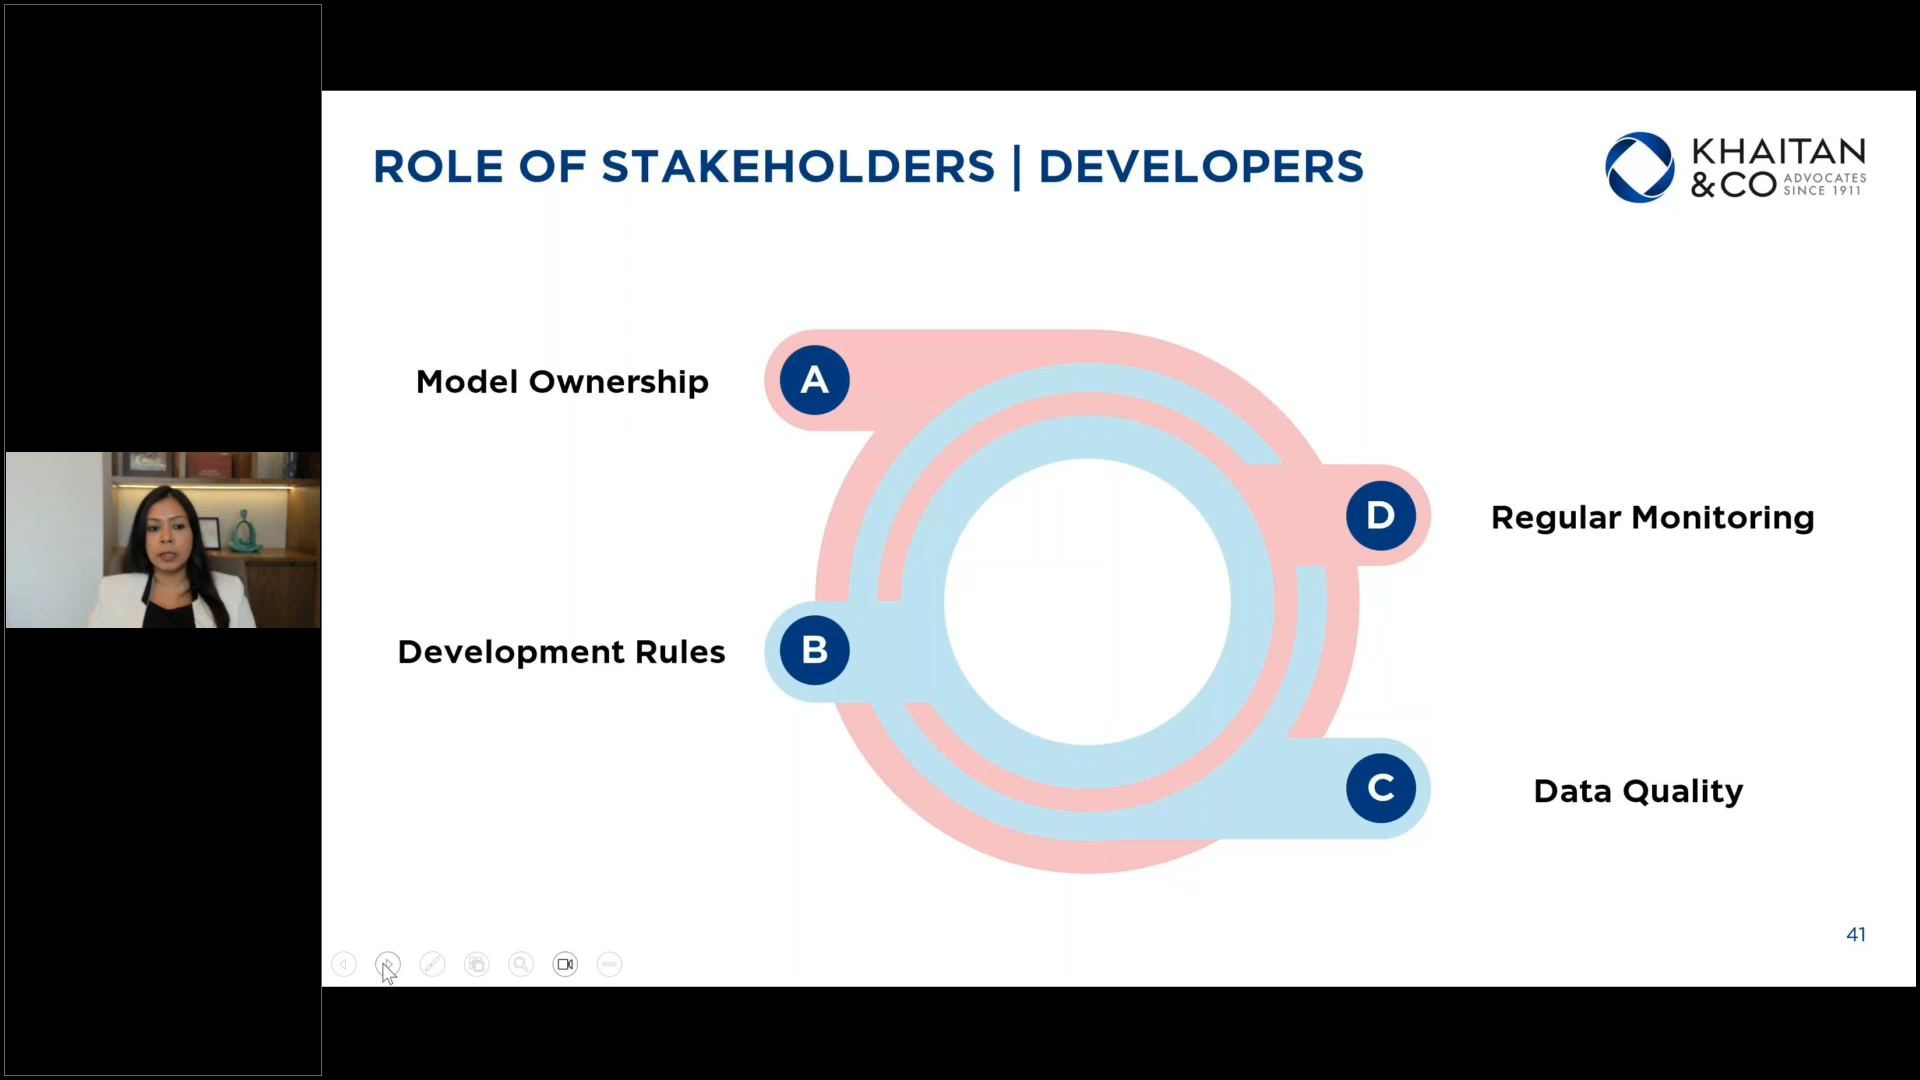 ROLE OF STAKEHOLDERS | DEVELOPERS
KHAITAN
&CO ADVOCATES
SINCE 1911
Model Ownership
A
D
Regular Monitoring
Development Rules
B
C
Data Quality
41